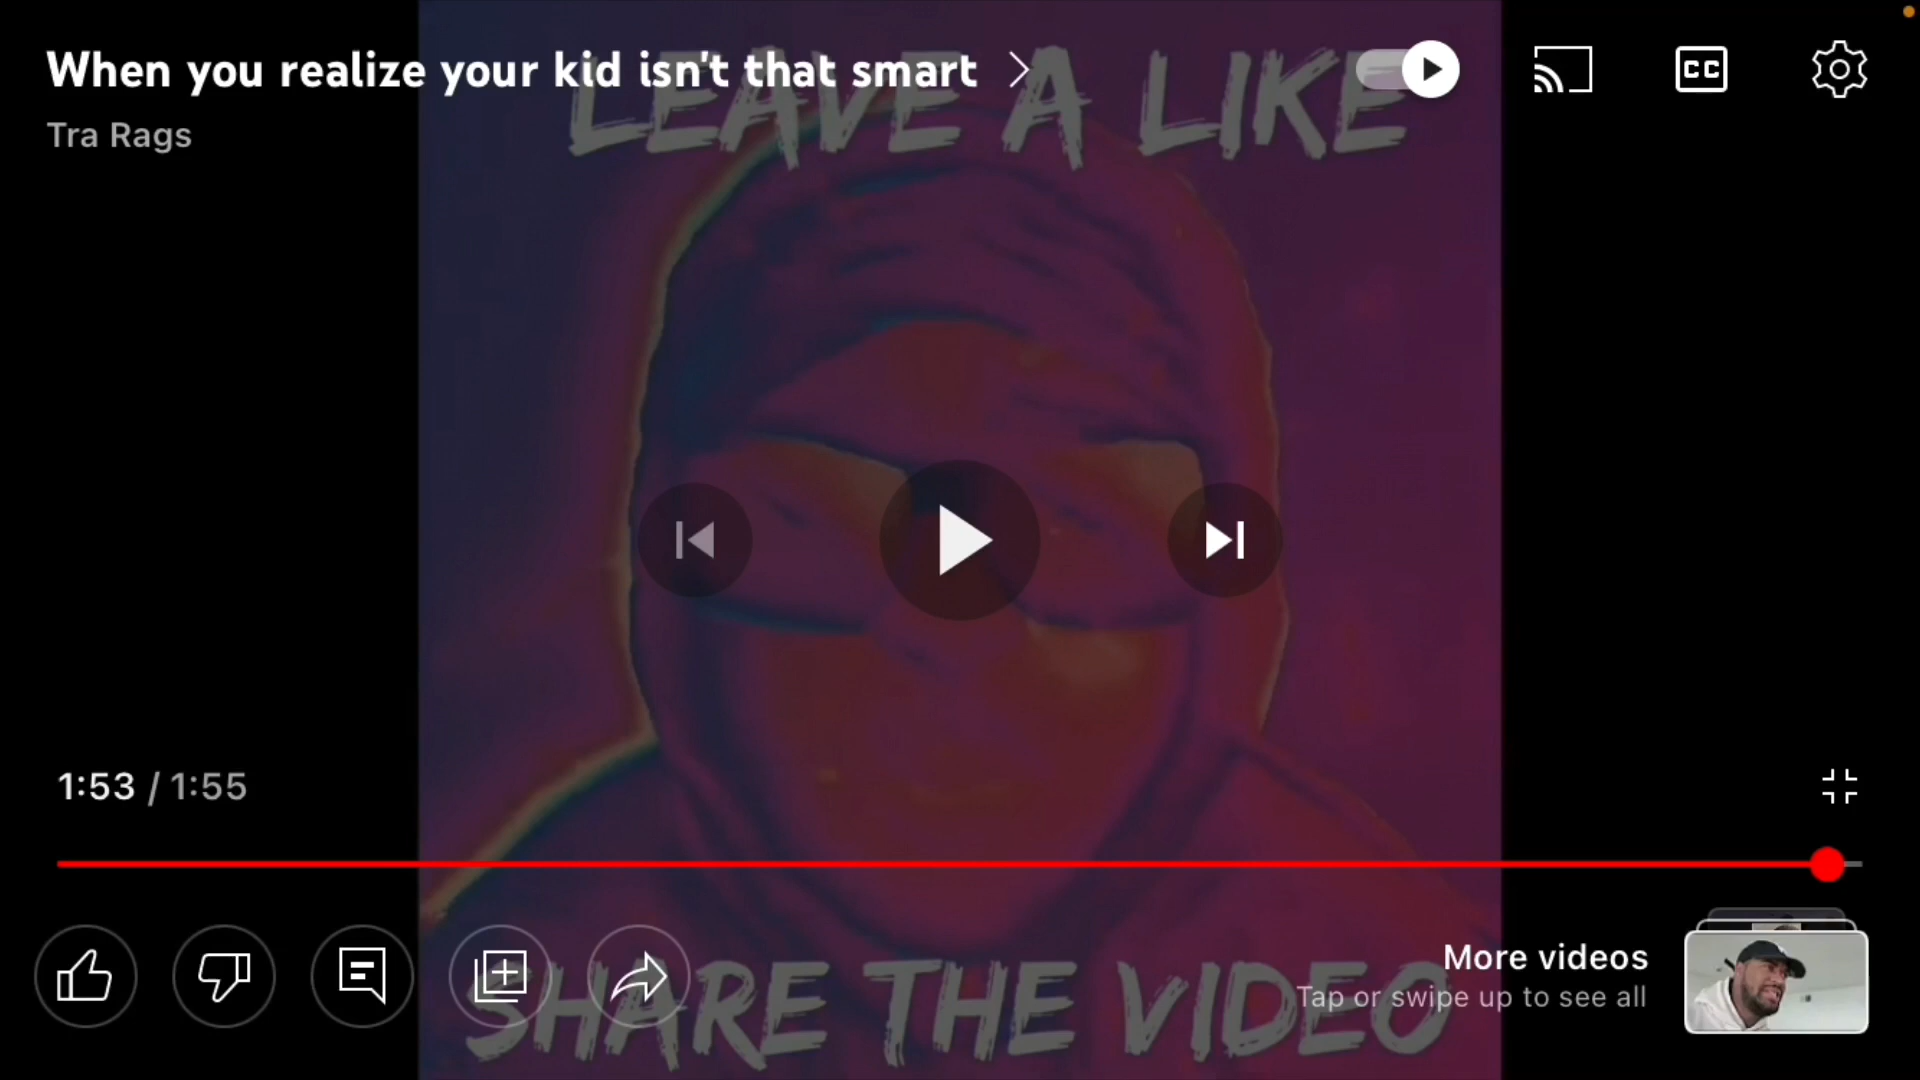 When you realize your kid isn't that smart
Tra Rags
CC
LEAVE A LIKE
1:53 / 1:55
More videos
Tap or swipe up to see all
SHARE THE VIDEO